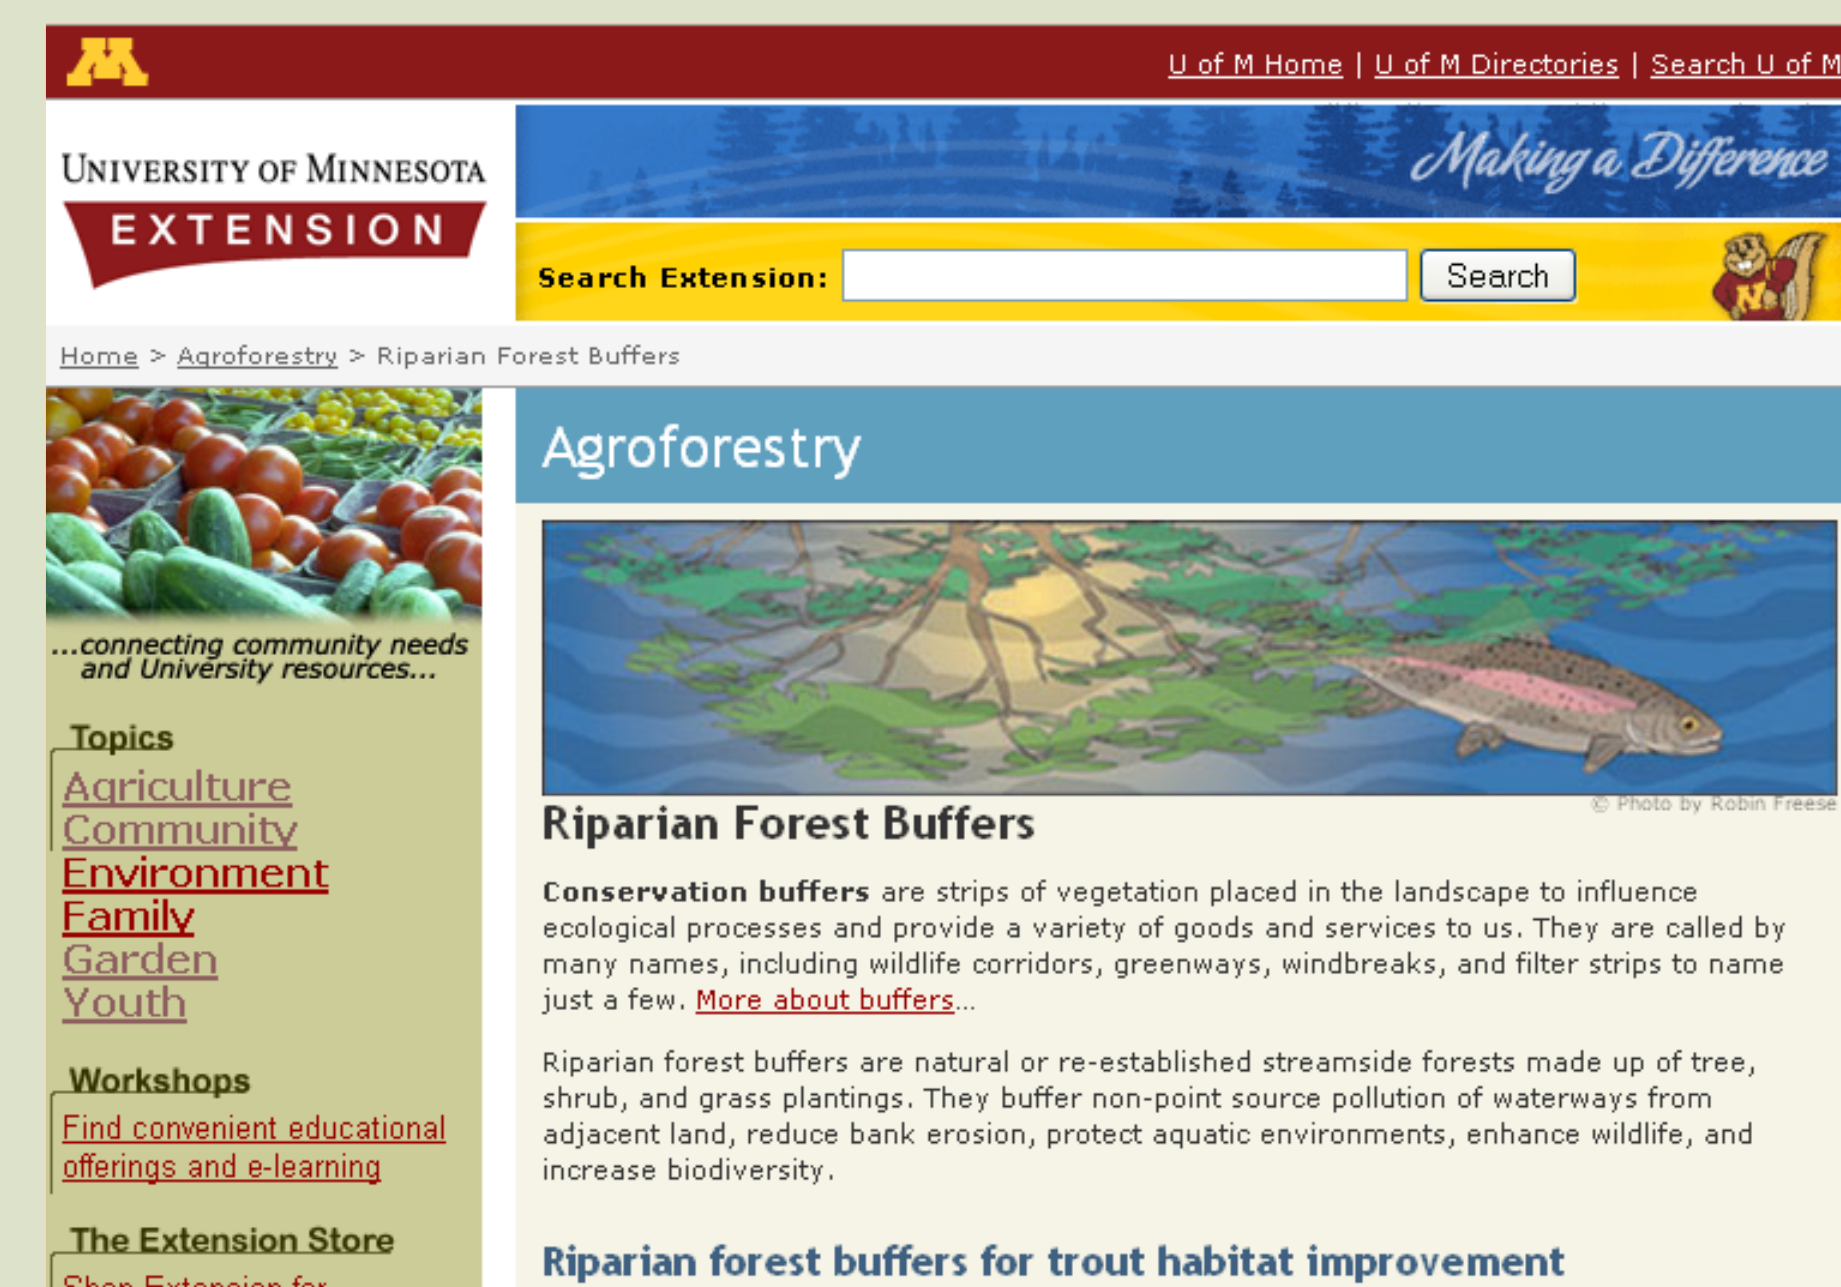 M
U of M Home | U of M Directories | Search U of M
UNIVERSITY OF MINNESOTA
EXTENSION
Making a Difference
Search Extension:
Search
M
Home > Agroforestry > Riparian Forest Buffers
...connecting community needs
and University resources...
Topics
Agriculture
Community
Environment
Family
Garden
Youth
Workshops
Find convenient educational
offerings and e-learning
The Extension Store
Shop Extension for
Agroforestry
© Photo by Robin Freese
Riparian Forest Buffers
Conservation buffers are strips of vegetation placed in the landscape to influence
ecological processes and provide a variety of goods and services to us. They are called by
many names, including wildlife corridors, greenways, windbreaks, and filter strips to name
just a few. More about buffers...
Riparian forest buffers are natural or re-established streamside forests made up of tree,
shrub, and grass plantings. They buffer non-point source pollution of waterways from
adjacent land, reduce bank erosion, protect aquatic environments, enhance wildlife, and
increase biodiversity.
Riparian forest buffers for trout habitat improvement